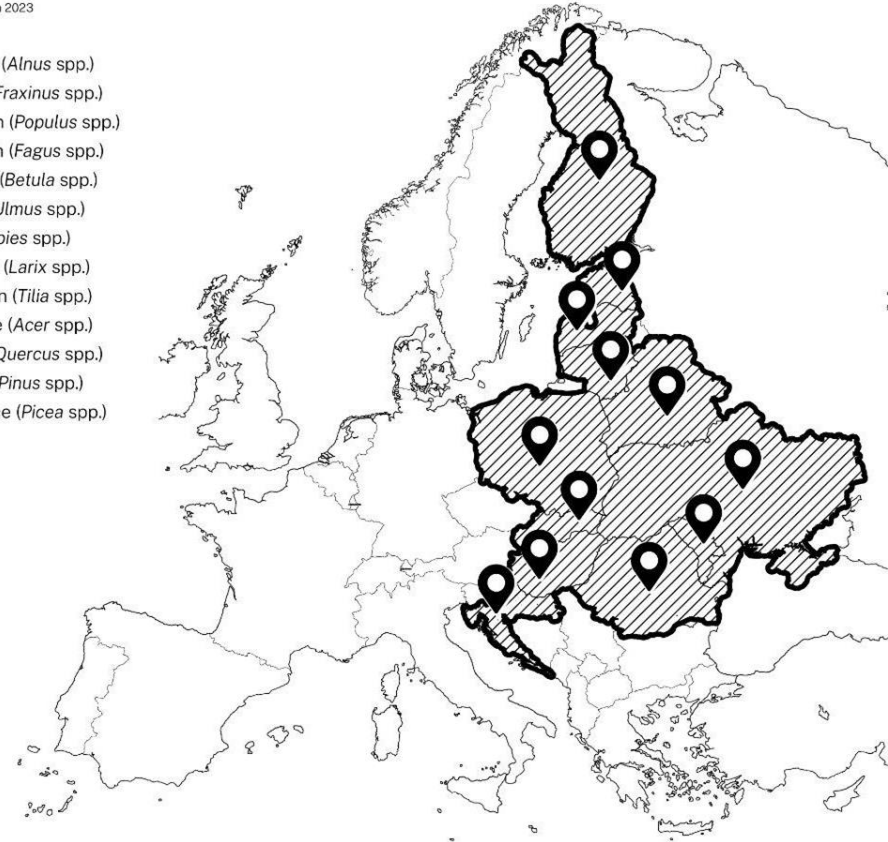 2023
(Alnus spp.)
Fraxinus spp.)
(Populus spp.)
(Fagus spp.)
(Betula spp.)
Ulmus spp.)
spp.)
(Larix spp.)
(Tilia spp.)
(Acer spp.)
Quercus spp.)
Pinus spp.)
(Picea spp.)